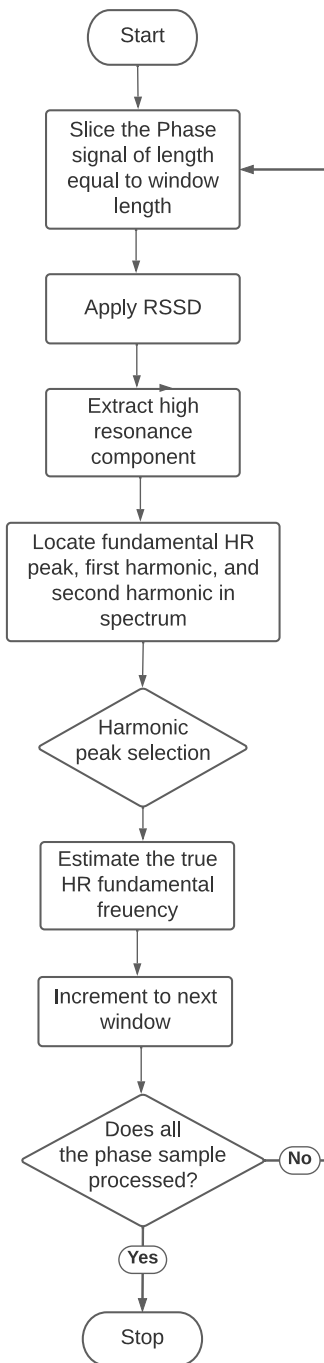 Start
Slice the Phase
signal of length
equal to window
length
Apply RSSD
Extract high
resonance
component
Locate fundamental HR
peak, first harmonic, and
second harmonic in
spectrum
Harmonic
peak selection
Estimate the true
HR fundamental
freuency
Increment to next
window
Does all
the phase sample
processed?
No
Yes
Stop